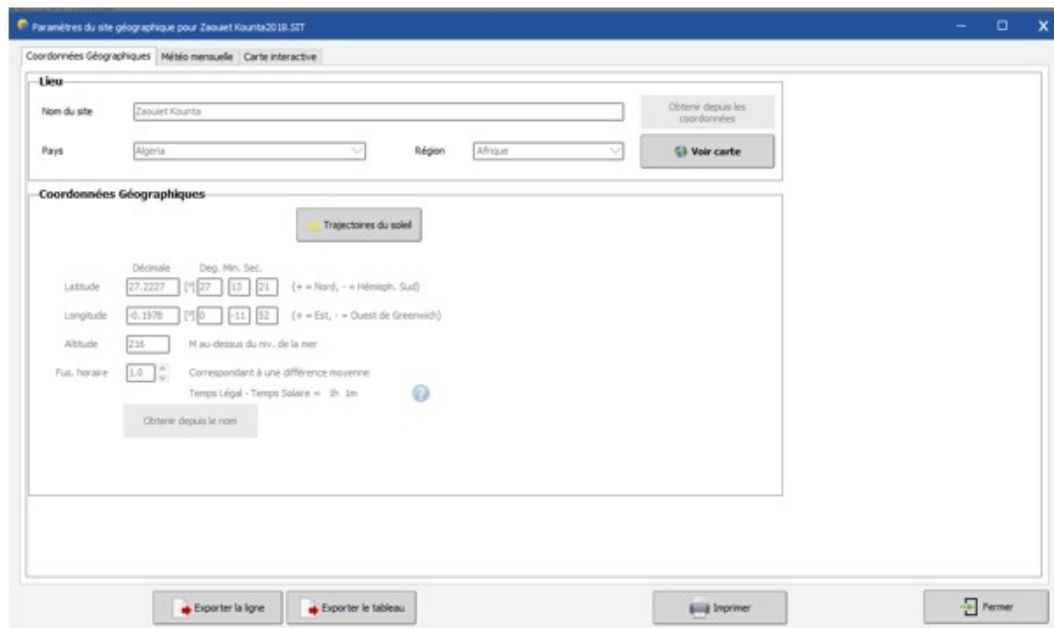 Paramètres du site géographique pour Zaouiet Kounta2018.SIT
Coordonnées Géographiques Météo mensuelle Carte interactive
Lieu
Nom du site Zaouiet Kounta Obtenir depuis les coordonnées
Pays Algeria Région Afrique Voir carte
Coordonnées Géographiques
Trajectoires du soleil
Décimale Deg. Min. Sec.
Latitude 27.2227 [°] 27 13 21 (+ = Nord, - = Hémisph. Sud)
Longitude -0.1978 [°] 0 -11 52 (+ = Est, - = Ouest de Greenwich)
Altitude 216 M au-dessus du niv. de la mer
Fus. horaire 1.0 Correspondant à une différence moyenne
Temps Légal - Temps Solaire = 1h 1m ?
Obtenir depuis le nom
Exporter la ligne Exporter le tableau Imprimer Fermer